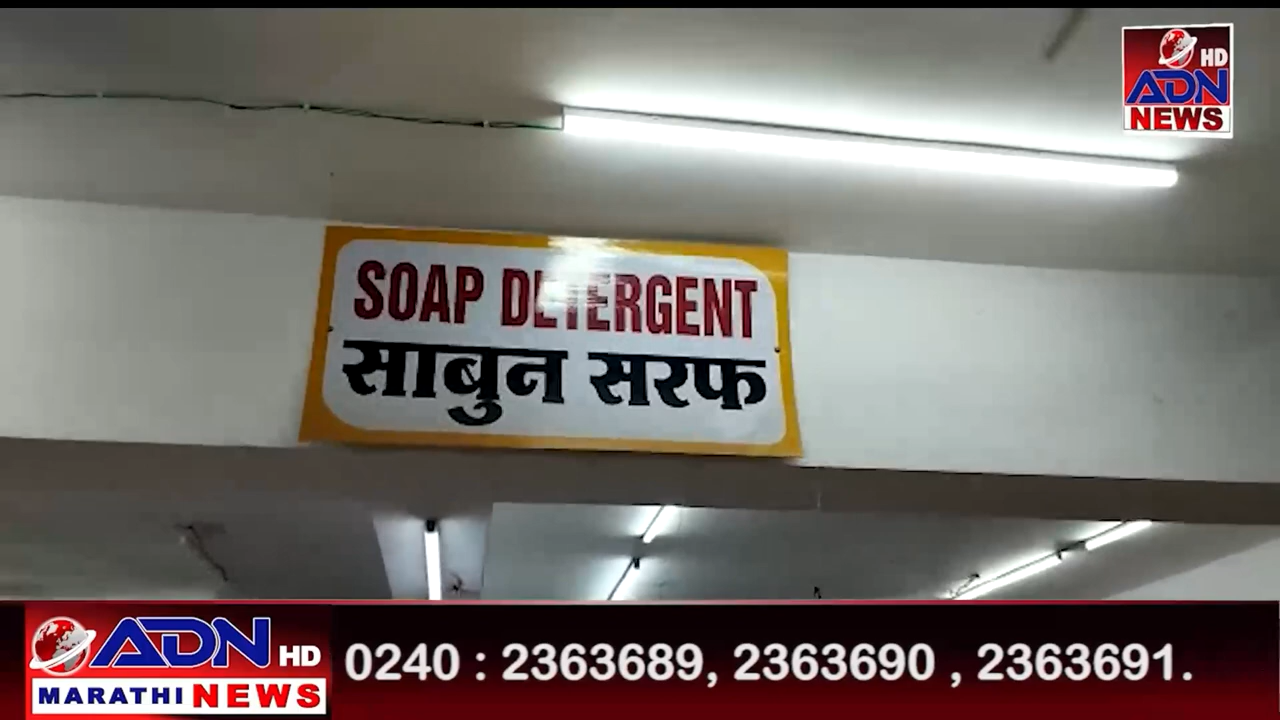 HD
ADN
NEWS
SOAP DETERGENT
साबुन सरफ
ADN HD
MARATHI NEWS
0240 : 2363689, 2363690 , 2363691.